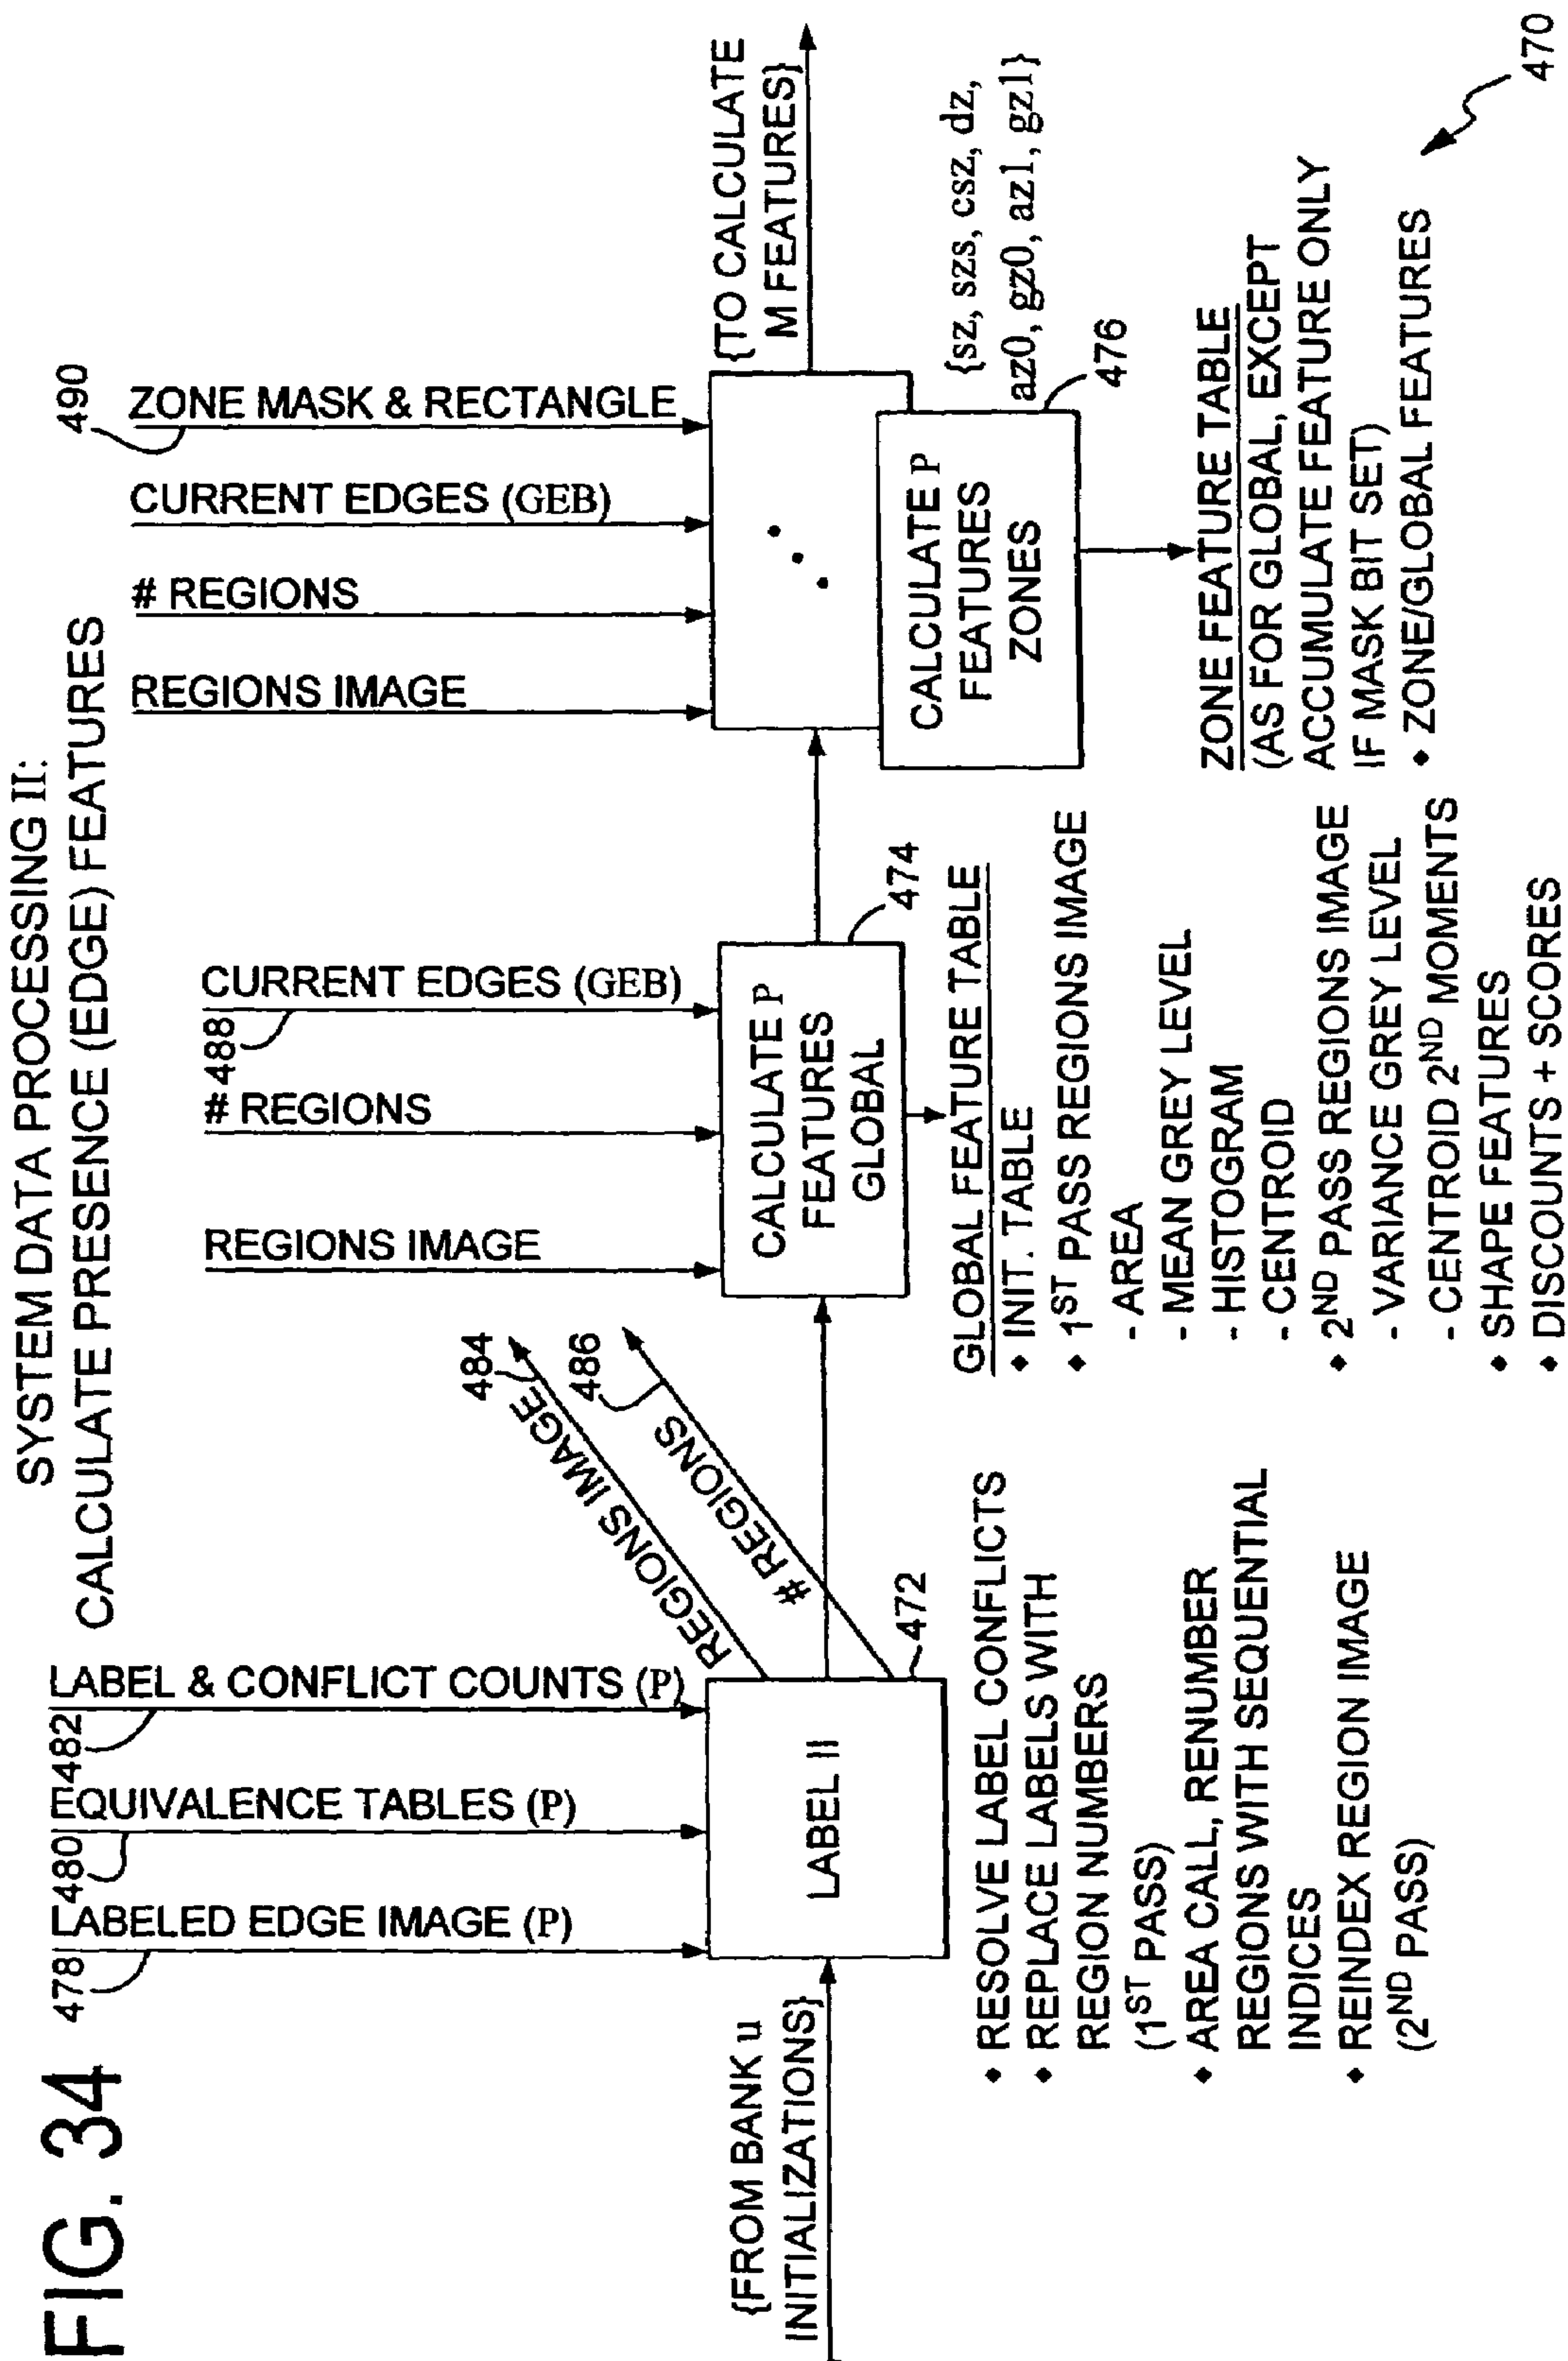 FIG. 34
SYSTEM DATA PROCESSING II:
CALCULATE PRESENCE (EDGE) FEATURES
478
LABELED EDGE IMAGE (P)
480
EQUIVALENCE TABLES (P)
482
LABEL & CONFLICT COUNTS (P)
{FROM BANK u
INITIALIZATIONS}
LABEL II
472
REGIONS IMAGE
484
# REGIONS
486
• RESOLVE LABEL CONFLICTS
• REPLACE LABELS WITH
REGION NUMBERS
(1ST PASS)
• AREA CALL, RENUMBER
REGIONS WITH SEQUENTIAL
INDICES
• REINDEX REGION IMAGE
(2ND PASS)
REGIONS IMAGE
# REGIONS
488
CURRENT EDGES (GEB)
CALCULATE P
FEATURES
GLOBAL
474
GLOBAL FEATURE TABLE
• INIT. TABLE
• 1ST PASS REGIONS IMAGE
- AREA
- MEAN GREY LEVEL
- HISTOGRAM
- CENTROID
• 2ND PASS REGIONS IMAGE
- VARIANCE GREY LEVEL
- CENTROID 2ND MOMENTS
• SHAPE FEATURES
• DISCOUNTS + SCORES
REGIONS IMAGE
# REGIONS
CURRENT EDGES (GEB)
ZONE MASK & RECTANGLE
490
CALCULATE P
FEATURES
ZONES
476
{TO CALCULATE
M FEATURES}
{sz, szs, csz, dz,
az0, gz0, az1, gz1}
ZONE FEATURE TABLE
(AS FOR GLOBAL, EXCEPT
ACCUMULATE FEATURE ONLY
IF MASK BIT SET)
• ZONE/GLOBAL FEATURES
470